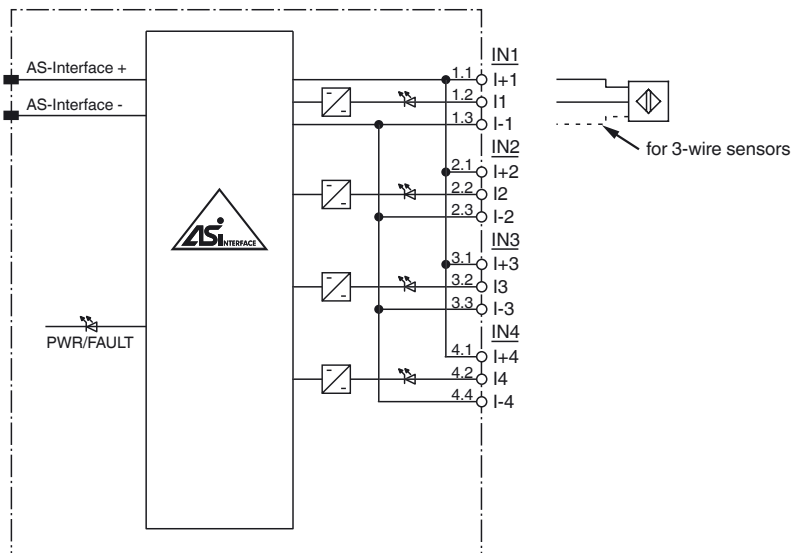 IN1
AS-Interface +
1.1 I+1
1.2 I1
AS-Interface -
1.3 I-1
for 3-wire sensors
IN2
2.1 I+2
2.2 I2
2.3 I-2
ASi INTERFACE
IN3
3.1 I+3
3.2 I3
3.3 I-3
PWR/FAULT
IN4
4.1 I+4
4.2 I4
4.4 I-4